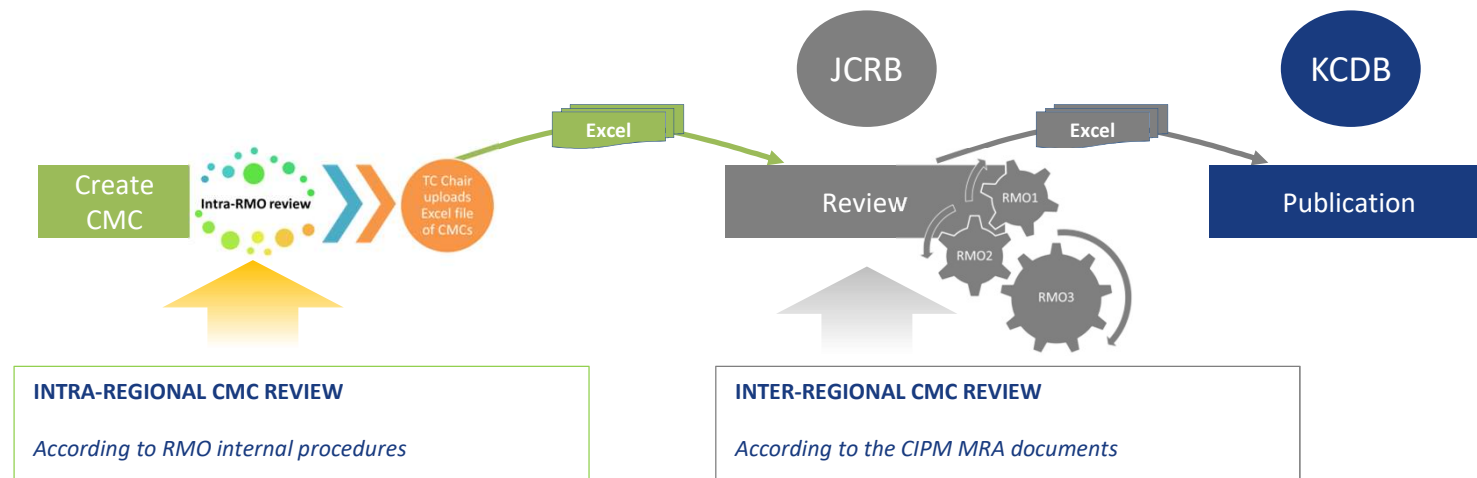 JCRB
KCDB
Excel
Excel
Create
CMC
Intra-RMO review
TC Chair
uploads
Excel file
of CMCs
Review
RMO1
RMO2
RMO3
Publication
INTRA-REGIONAL CMC REVIEW
According to RMO internal procedures
INTER-REGIONAL CMC REVIEW
According to the CIPM MRA documents